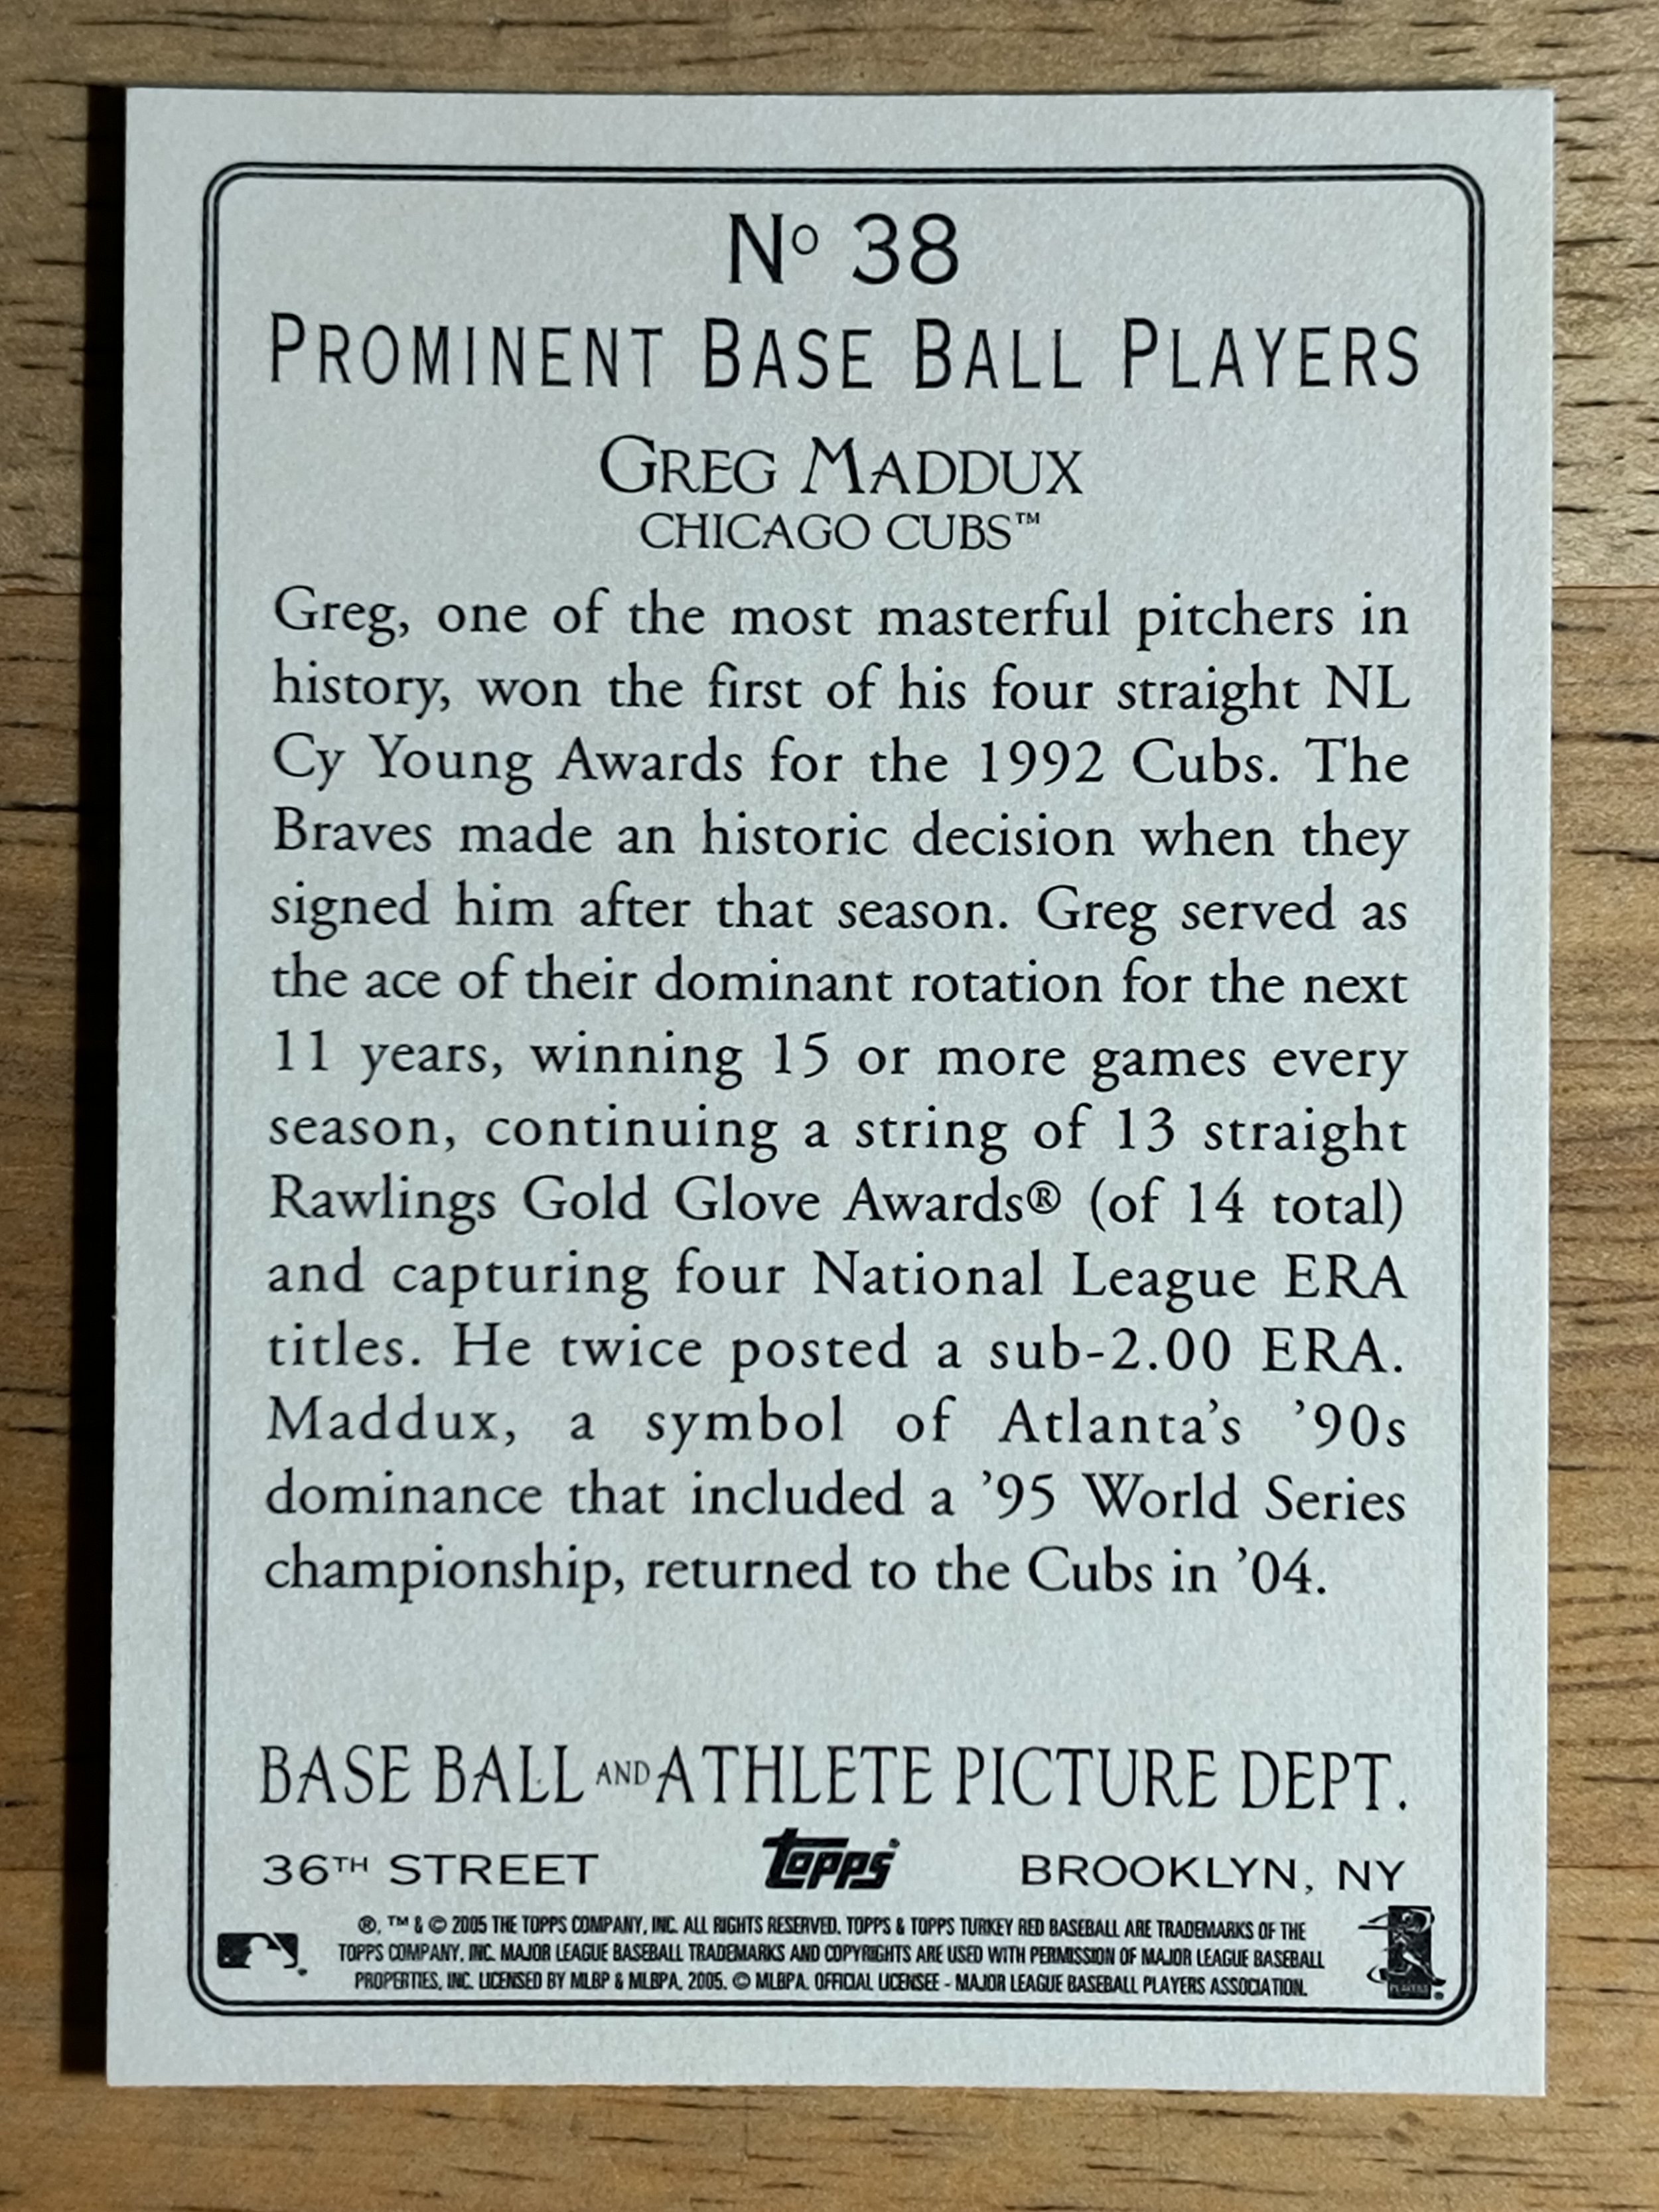 Nº 38
PROMINENT BASE BALL PLAYERS
GREG MADDUX
CHICAGO CUBS™
Greg, one of the most masterful pitchers in
history, won the first of his four straight NL
Cy Young Awards for the 1992 Cubs. The
Braves made an historic decision when they
signed him after that season. Greg served as
the ace of their dominant rotation for the next
11 years, winning 15 or more games every
season, continuing a string of 13 straight
Rawlings Gold Glove Awards® (of 14 total)
and capturing four National League ERA
titles. He twice posted a sub-2.00 ERA.
Maddux, a symbol of Atlanta's '90s
dominance that included a '95 World Series
championship, returned to the Cubs in '04.
BASE BALL AND ATHLETE PICTURE DEPT.
36TH STREET topps BROOKLYN, NY
®, ™ & © 2005 THE TOPPS COMPANY, INC. ALL RIGHTS RESERVED. TOPPS & TOPPS TURKEY RED BASEBALL ARE TRADEMARKS OF THE
TOPPS COMPANY, INC. MAJOR LEAGUE BASEBALL TRADEMARKS AND COPYRIGHTS ARE USED WITH PERMISSION OF MAJOR LEAGUE BASEBALL
PROPERTIES, INC. LICENSED BY MLBP & MLBPA, 2005. © MLBPA. OFFICIAL LICENSEE - MAJOR LEAGUE BASEBALL PLAYERS ASSOCIATION.
PLAYERS